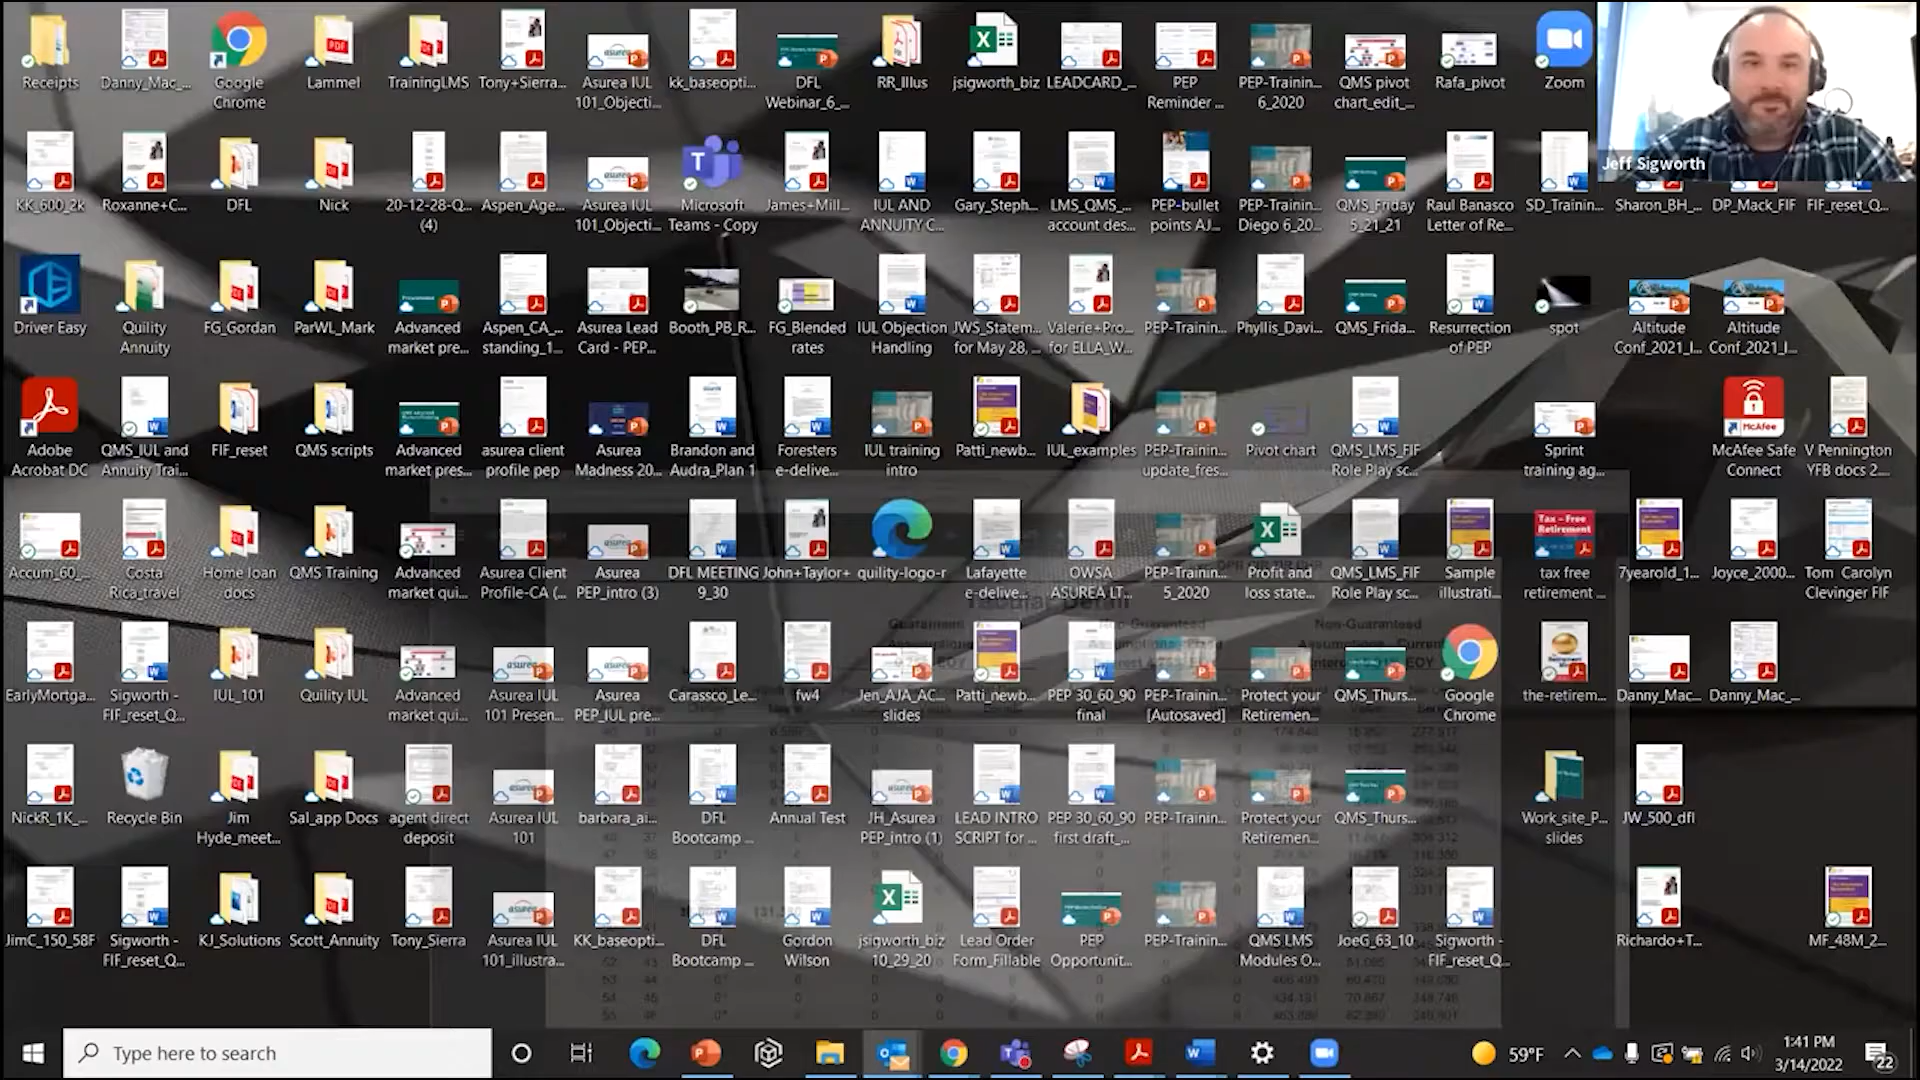 Receipts
Danny_Mac_...
Google
Chrome
Lammel
TrainingLMS
Tony+Sierra...
Asurea IUL
101_Objecti...
kk_baseopti...
DFL
Webinar_6_...
RR_Illus
jsigworth_biz
LEADCARD_...
PEP
Reminder ...
PEP-Trainin...
6_2020
QMS pivot
chart_edit_...
Rafa_pivot
Zoom
Jeff Sigworth
KK_600_2k
Roxanne+C...
DFL
Nick
20-12-28-Q...
(4)
Aspen_Age...
Asurea IUL
101_Objecti...
Microsoft
Teams - Copy
James+Mill...
IUL AND
ANNUITY C...
Gary_Steph...
LMS_QMS_...
account des...
PEP-bullet
points AJ...
PEP-Trainin...
Diego 6_20...
QMS_Friday
5_21_21
Raul Banasco
Letter of Re...
SD_Trainin...
Sharon_BH_...
DP_Mack_FIF
FIF_reset_Q...
Driver Easy
Quility
Annuity
FG_Gordan
ParWL_Mark
Advanced
market pre...
Aspen_CA_...
standing_1...
Asurea Lead
Card - PEP...
Booth_PB_R...
FG_Blended
rates
IUL Objection
Handling
JWS_Statem...
for May 28, ...
Valerie+Pro...
for ELLA_W...
PEP-Trainin...
Phyllis_Davi...
QMS_Frida...
Resurrection
of PEP
spot
Altitude
Conf_2021_I...
Altitude
Conf_2021_I...
Adobe
Acrobat DC
QMS_IUL and
Annuity Trai...
FIF_reset
QMS scripts
Advanced
market pres...
asurea client
profile pep
Asurea
Madness 20...
Brandon and
Audra_Plan 1
Foresters
e-delive...
IUL training
intro
Patti_newb...
IUL_examples
PEP-Trainin...
update_fres...
Pivot chart
QMS_LMS_FIF
Role Play sc...
Sprint
training ag...
McAfee
McAfee Safe
Connect
V Pennington
YFB docs 2...
Accum_60_...
Costa
Rica_travel
Home loan
docs
QMS Training
Advanced
market qui...
Asurea Client
Profile-CA (...
Asurea
PEP_intro (3)
DFL MEETING
9_30
John+Taylor+
quility-logo-r
Lafayette
e-delive...
OWSA
ASUREA LT...
PEP-Trainin...
5_2020
Profit and
loss state...
QMS_LMS_FIF
Role Play sc...
Sample
illustrati...
Tax – Free
Retirement
tax free
retirement ...
7yearold_1...
Joyce_2000...
Tom Carolyn
Clevinger FIF
Tabular Detail
EarlyMortga...
Sigworth -
FIF_reset_Q...
IUL_101
Quility IUL
Advanced
market qui...
Asurea IUL
101 Presen...
Asurea
PEP_IUL pre...
Carassco_Le...
fw4
Jen_AJA_AC...
slides
Patti_newb...
PEP 30_60_90
final
PEP-Trainin...
[Autosaved]
Protect your
Retiremen...
QMS_Thurs...
Google
Chrome
the-retirem...
Danny_Mac_...
Danny_Mac_...
NickR_1K_...
Recycle Bin
Jim
Hyde_meet...
Sal_app Docs
agent direct
deposit
Asurea IUL
101
barbara_ai...
DFL
Bootcamp ...
Annual Test
JH_Asurea
PEP_intro (1)
LEAD INTRO
SCRIPT for ...
PEP 30_60_90
first draft_...
PEP-Trainin...
Protect your
Retiremen...
QMS_Thurs...
Work_site_P...
slides
JW_500_dfl
JimC_150_58F
Sigworth -
FIF_reset_Q...
KJ_Solutions
Scott_Annuity
Tony_Sierra
Asurea IUL
101_illustra...
KK_baseopti...
DFL
Bootcamp ...
Gordon
Wilson
jsigworth_biz
10_29_20
Lead Order
Form_Fillable
PEP
Opportunit...
PEP-Trainin...
QMS LMS
Modules O...
JoeG_63_10
Sigworth -
FIF_reset_Q...
Richardo+T...
MF_48M_2...
Type here to search
59°F
1:41 PM
3/14/2022
22